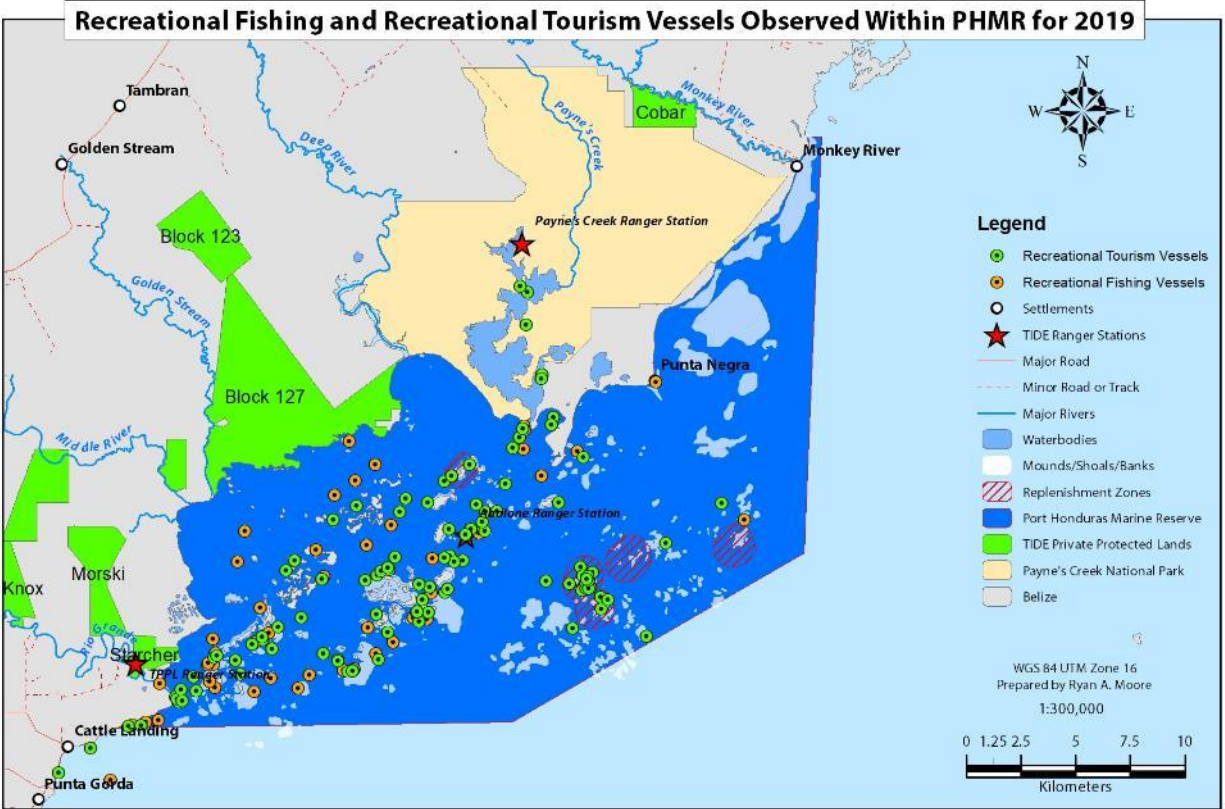 Recreational Fishing and Recreational Tourism Vessels Observed Within PHMR for 2019
Tambran
Golden Stream
Deep River
Payne's Creek
Monkey River
Cobar
Monkey River
N
W
E
S
Block 123
Payne's Creek Ranger Station
Golden Stream
Legend
Recreational Tourism Vessels
Recreational Fishing Vessels
Settlements
TIDE Ranger Stations
Major Road
Minor Road or Track
Major Rivers
Waterbodies
Mounds/Shoals/Banks
Replenishment Zones
Port Honduras Marine Reserve
TIDE Private Protected Lands
Payne's Creek National Park
Belize
Punta Negra
Block 127
Middle River
Ranger Station
Knox
Morski
Rio Grande
Starcher
TPPL Ranger Station
Cattle Landing
Punta Gorda
WGS 84 UTM Zone 16
Prepared by Ryan A. Moore
1:300,000
0 1.25 2.5 5 7.5 10
Kilometers